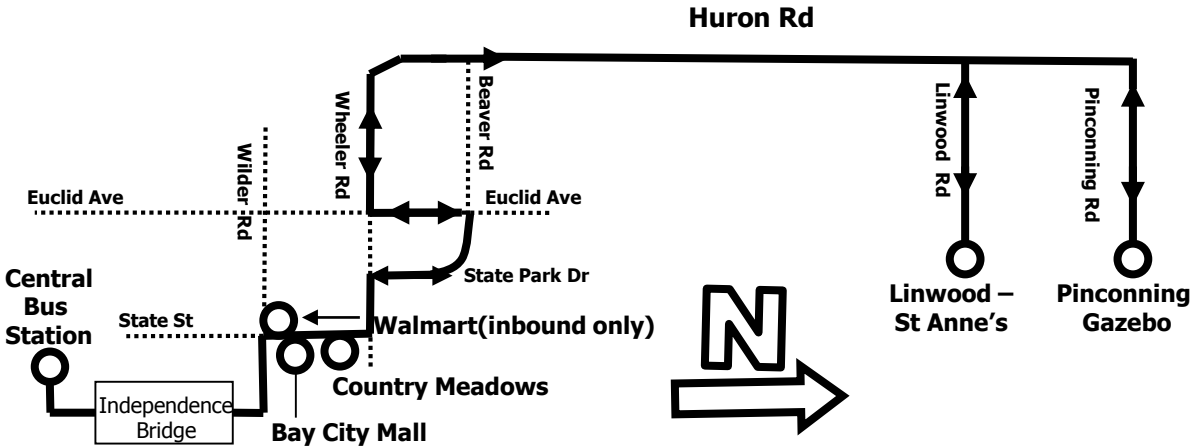 Huron Rd
Beaver Rd
Wheeler Rd
Wilder Rd
Linwood Rd
Pinconning Rd
Euclid Ave
Euclid Ave
Central
Bus
Station
State Park Dr
State St
Walmart(inbound only)
Linwood –
St Anne’s
Pinconning
Gazebo
N
Country Meadows
Independence
Bridge
Bay City Mall